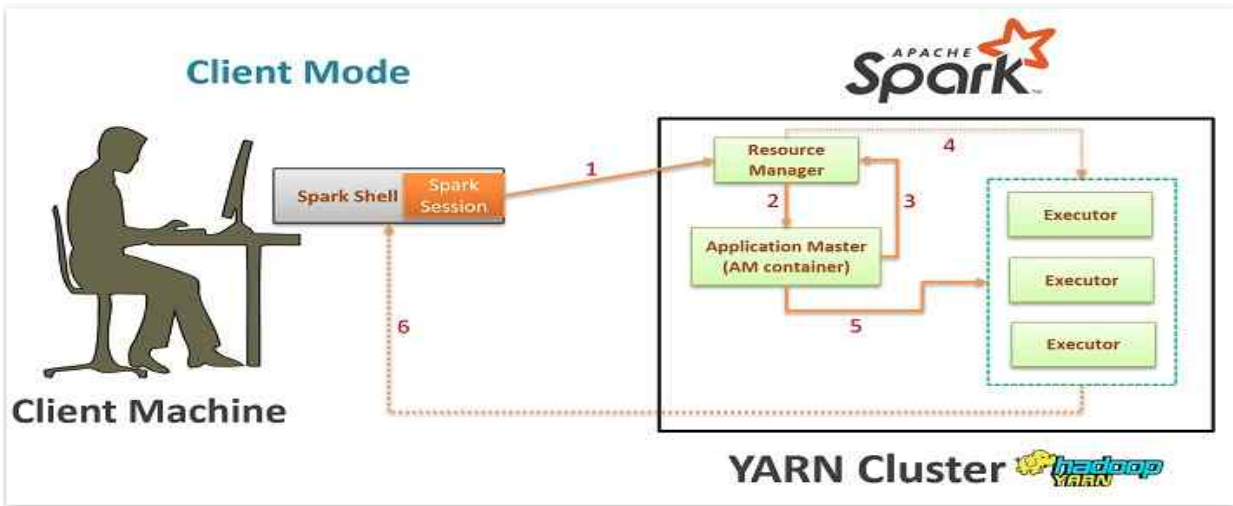 Client Mode
APACHE
Spark
TM
Spark Shell
Spark
Session
1
Resource
Manager
4
2
3
Executor
Application Master
(AM container)
Executor
5
6
Executor
Client Machine
YARN Cluster
hadoop
YARN